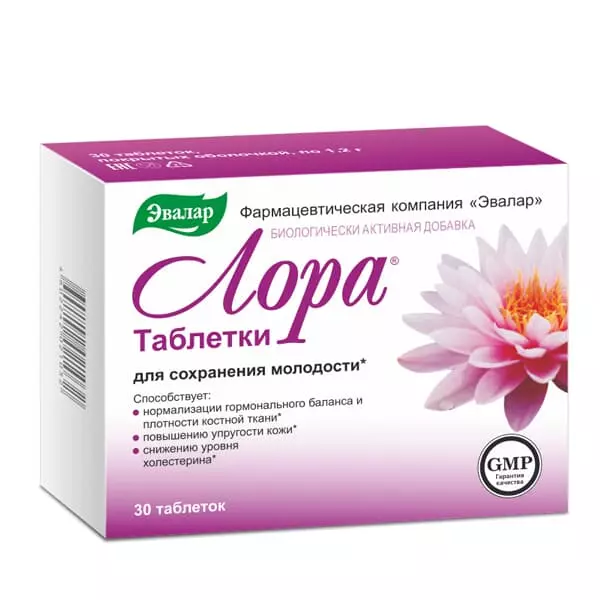 30 таблеток,
покрытых оболочкой, по 1,2 г
ЕАС
Эвалар
Фармацевтическая компания «Эвалар»
БИОЛОГИЧЕСКИ АКТИВНАЯ ДОБАВКА
Лора®
Таблетки
для сохранения молодости*
Способствует:
нормализации гормонального баланса и
плотности костной ткани*
повышению упругости кожи*
снижению уровня
холестерина*
GMP
Гарантия
качества
30 таблеток